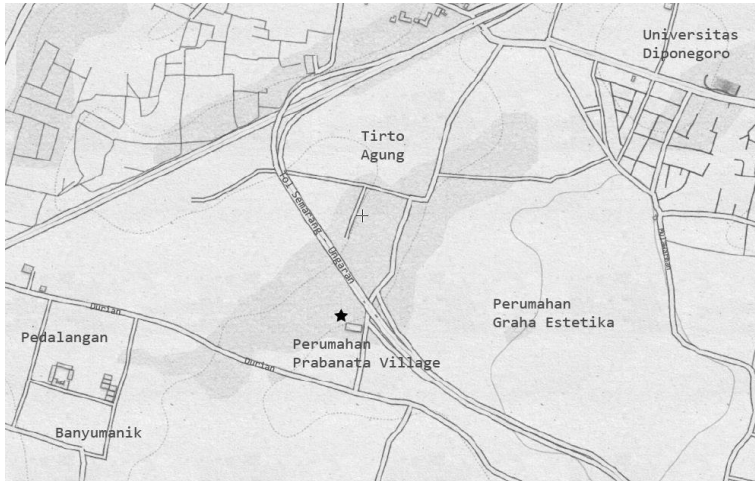 Universitas
Diponegoro
Tirto
Agung
Tol Semarang - Ungaran
Durian
Perumahan
Graha Estetika
Pedalangan
Perumahan
Prabanata Village
Durian
Banyumanik